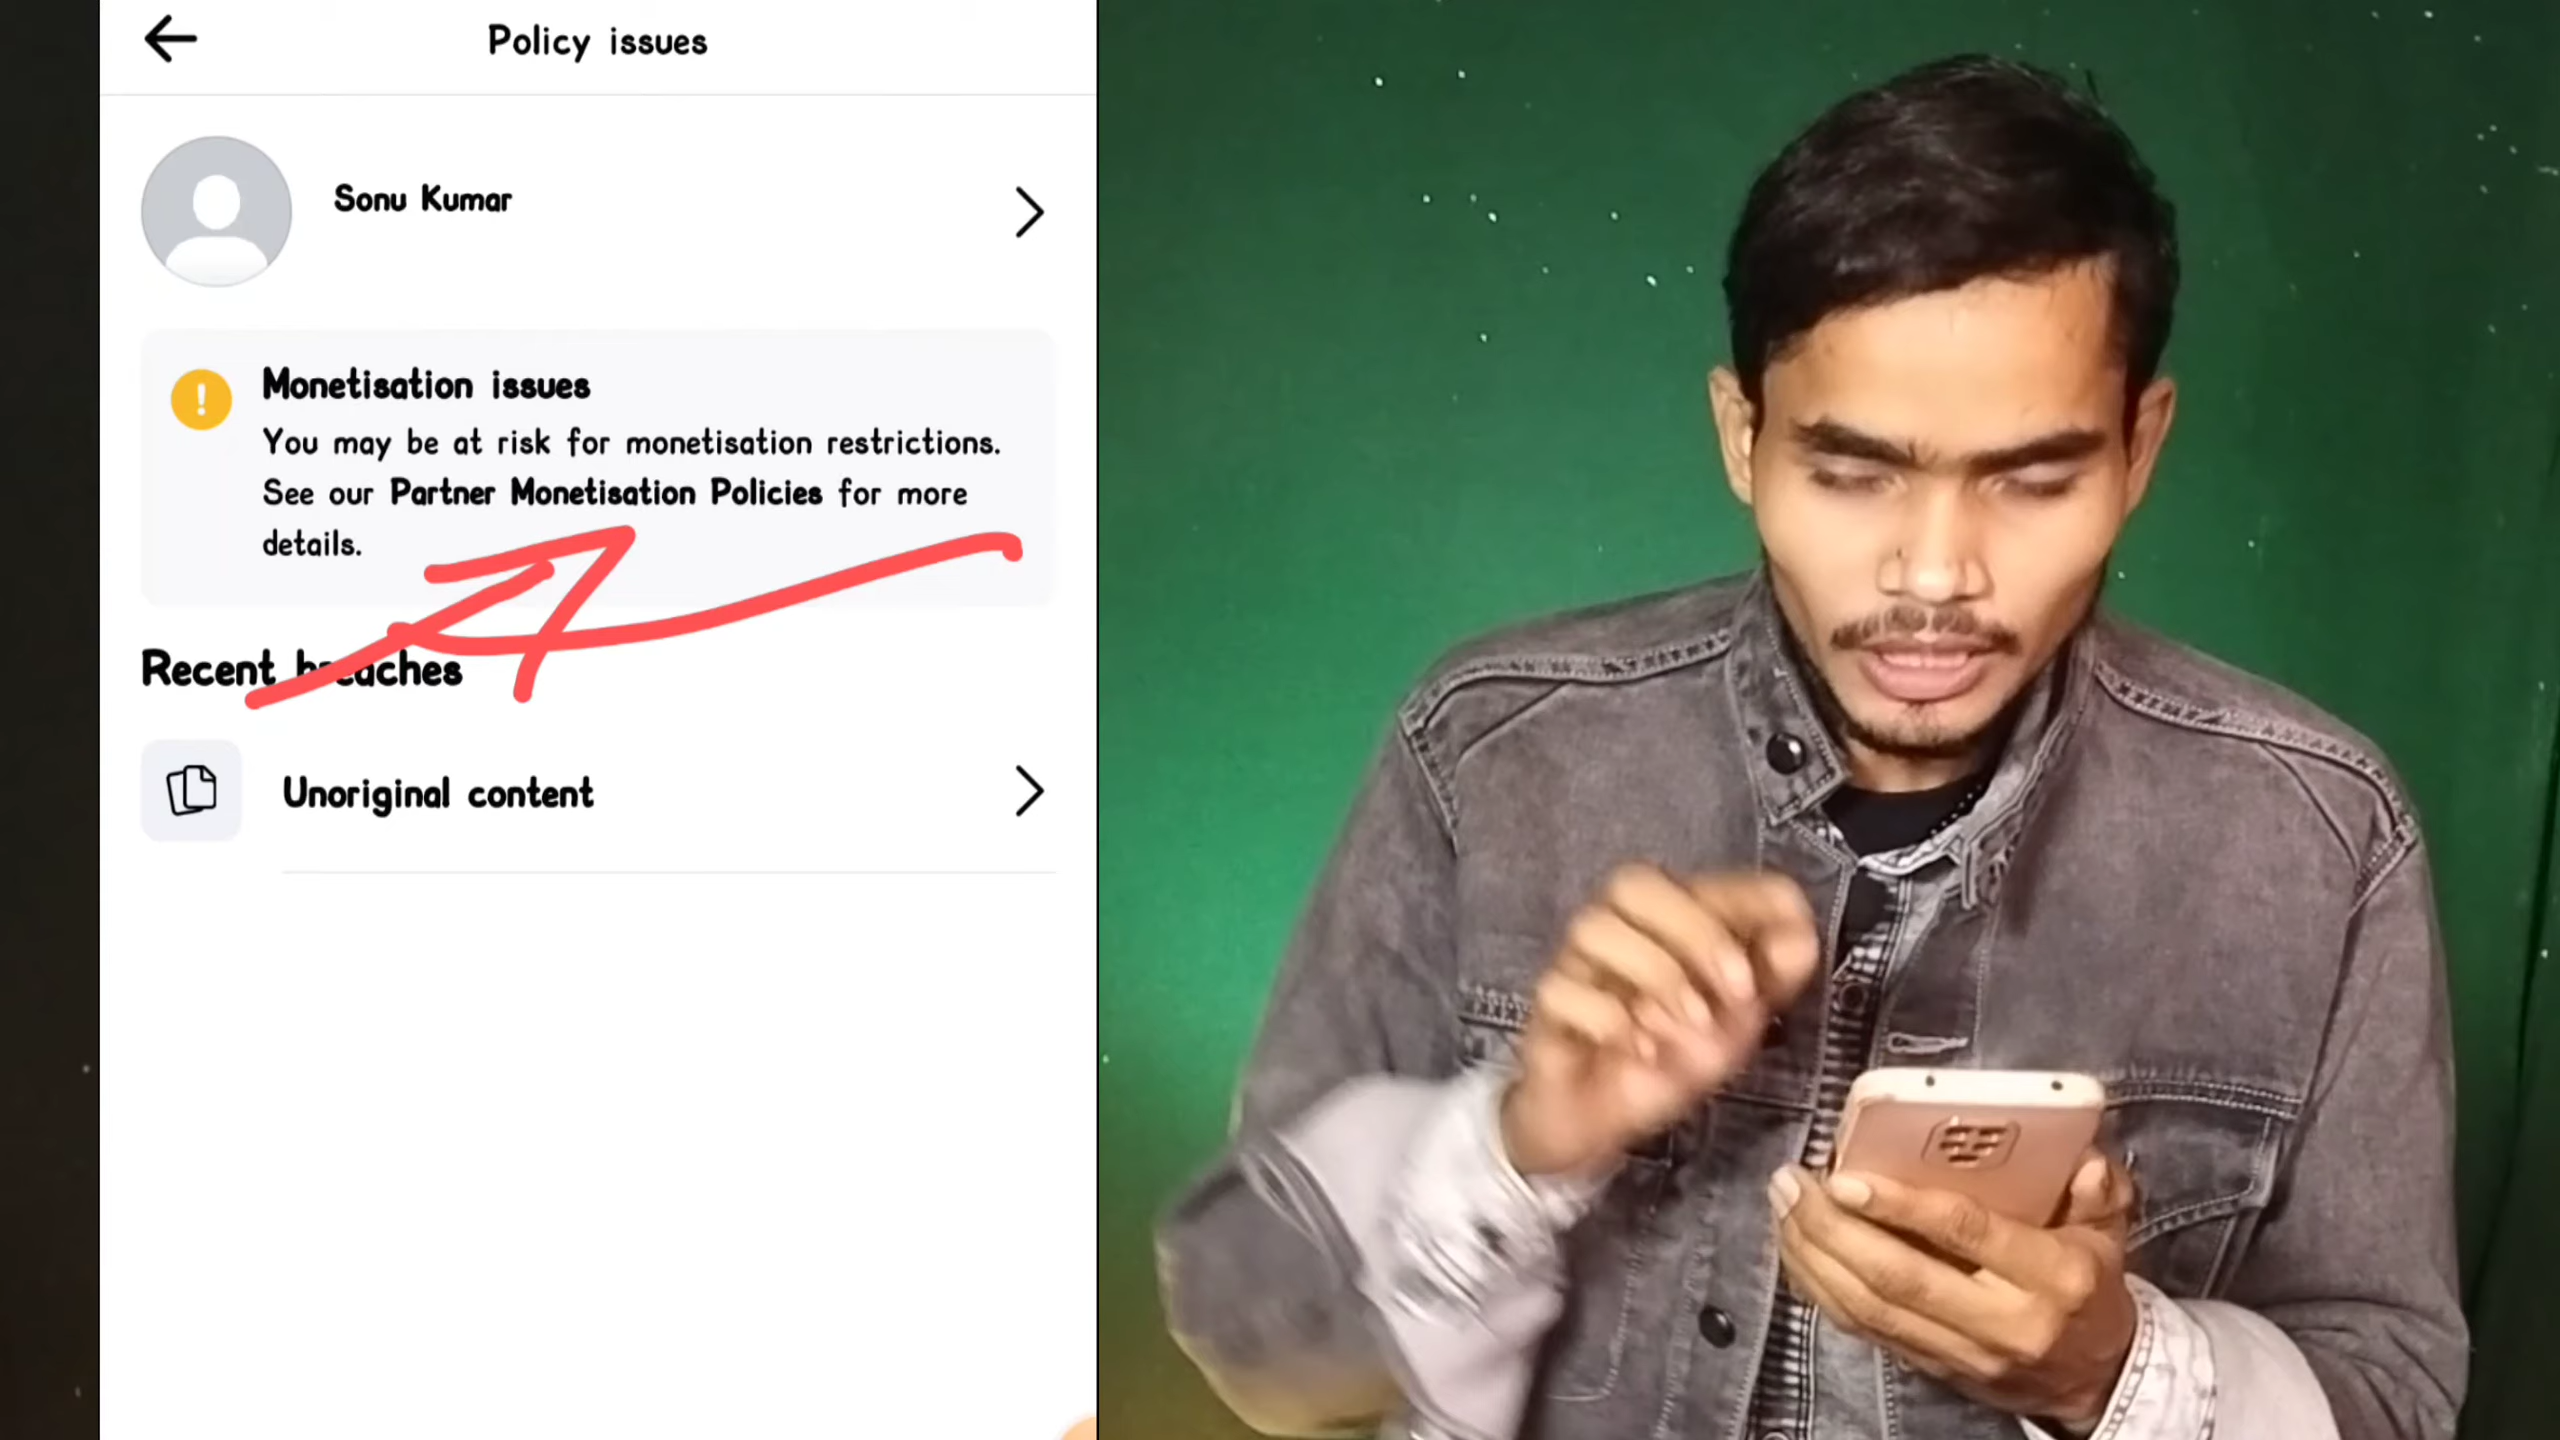 Policy issues
Sonu Kumar
Monetisation issues
You may be at risk for monetisation restrictions.
See our Partner Monetisation Policies for more
details.
Recent breaches
Unoriginal content